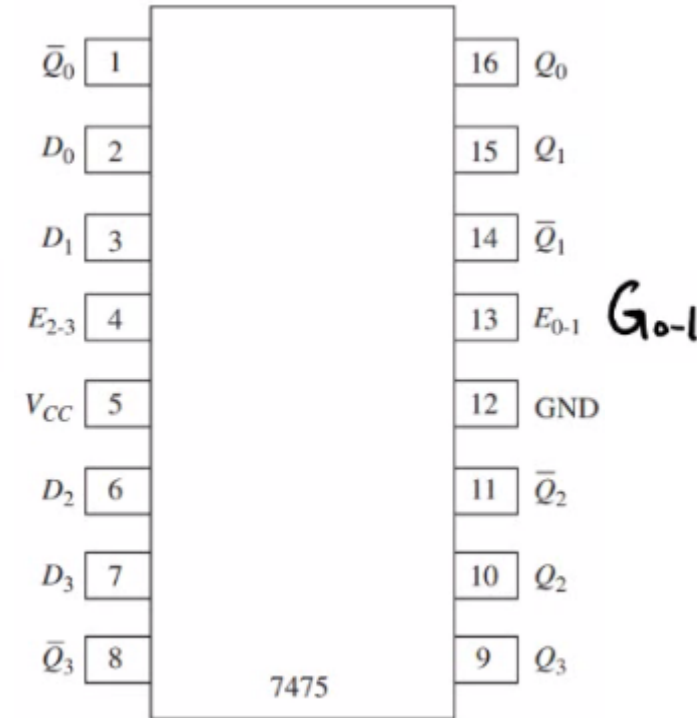 Q̅₀ 1 16 Q₀
D₀ 2 15 Q₁
D₁ 3 14 Q̅₁
E₂₋₃ 4 13 E₀₋₁ G₀₋₁
V_CC 5 12 GND
D₂ 6 11 Q̅₂
D₃ 7 10 Q₂
Q̅₃ 8 9 Q₃
7475